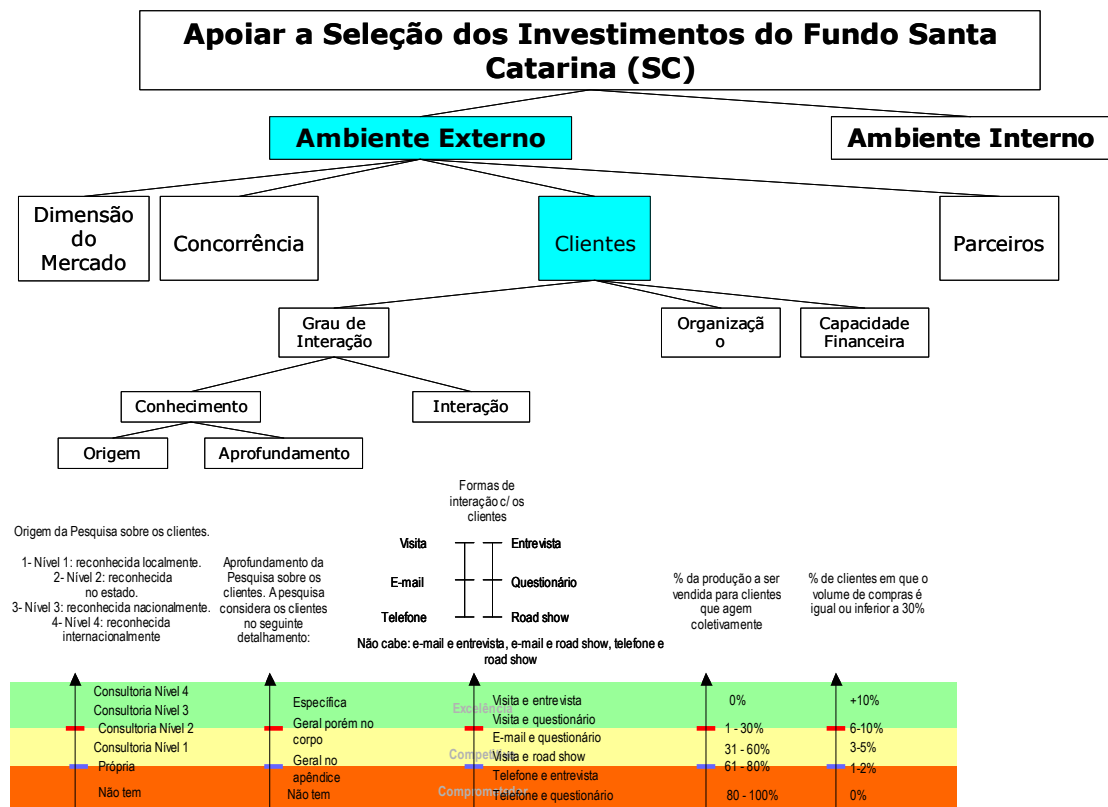 Apoiar a Seleção dos Investimentos do Fundo Santa
Catarina (SC)
Ambiente Externo
Ambiente Interno
Dimensão
do
Mercado
Concorrência
Clientes
Parceiros
Grau de
Interação
Organizaçã
o
Capacidade
Financeira
Conhecimento
Interação
Origem
Aprofundamento
Origem da Pesquisa sobre os clientes.
1- Nível 1: reconhecida localmente.
2- Nível 2: reconhecida
no estado.
3- Nível 3: reconhecida nacionalmente.
4- Nível 4: reconhecida
internacionalmente
Aprofundamento da
Pesquisa sobre os
clientes. A pesquisa
considera os clientes
no seguinte
detalhamento:
Formas de
interação c/ os
clientes
Visita
Entrevista
E-mail
Questionário
Telefone
Road show
Não cabe: e-mail e entrevista, e-mail e road show, telefone e
road show
% da produção a ser
vendida para clientes
que agem
coletivamente
% de clientes em que o
volume de compras é
igual ou inferior a 30%
Consultoria Nível 4
Consultoria Nível 3
Consultoria Nível 2
Consultoria Nível 1
Própria
Não tem
Específica
Geral porém no
corpo
Geral no
apêndice
Não tem
Excelência
Competitivo
Comprometedor
Visita e entrevista
Visita e questionário
E-mail e questionário
Visita e road show
Telefone e entrevista
Telefone e questionário
0%
1 - 30%
31 - 60%
61 - 80%
80 - 100%
+10%
6-10%
3-5%
1-2%
0%